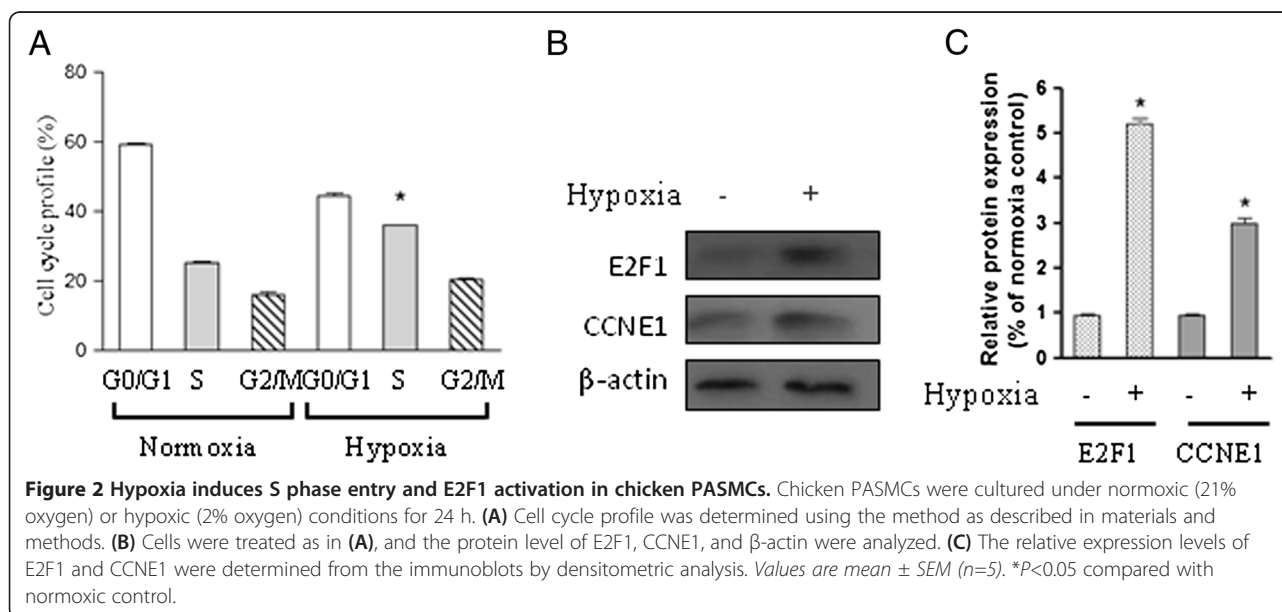 A
Cell cycle profile (%)
80
60
40
20
0
G0/G1 S G2/M G0/G1 S G2/M
*
Normoxia Hypoxia
B
Hypoxia - +
E2F1
CCNE1
β-actin
C
Relative protein expression
(% of normoxia control)
6
5
4
3
2
1
0
* *
Hypoxia - + - +
E2F1 CCNE1
Figure 2 Hypoxia induces S phase entry and E2F1 activation in chicken PASMCs. Chicken PASMCs were cultured under normoxic (21%
oxygen) or hypoxic (2% oxygen) conditions for 24 h. (A) Cell cycle profile was determined using the method as described in materials and
methods. (B) Cells were treated as in (A), and the protein level of E2F1, CCNE1, and β-actin were analyzed. (C) The relative expression levels of
E2F1 and CCNE1 were determined from the immunoblots by densitometric analysis. Values are mean ± SEM (n=5). *P<0.05 compared with
normoxic control.